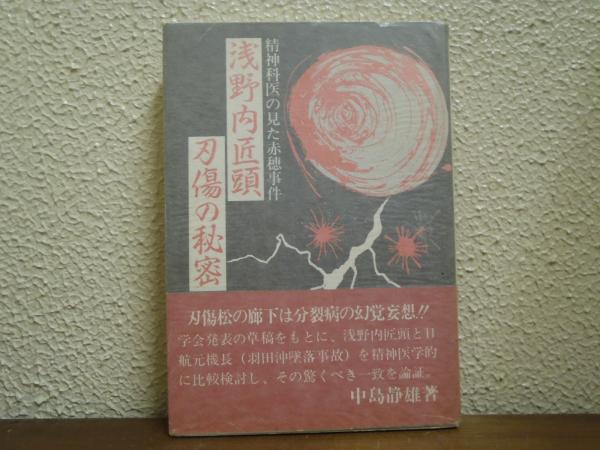 精神科医の見た赤穂事件
浅野内匠頭
刃傷の秘密
刃傷松の廊下は分裂病の幻覚妄想!!
学会発表の草稿をもとに、浅野内匠頭と日
航元機長（羽田沖墜落事故）を精神医学的
に比較検討し、その驚くべき一致を論証。
中島静雄著